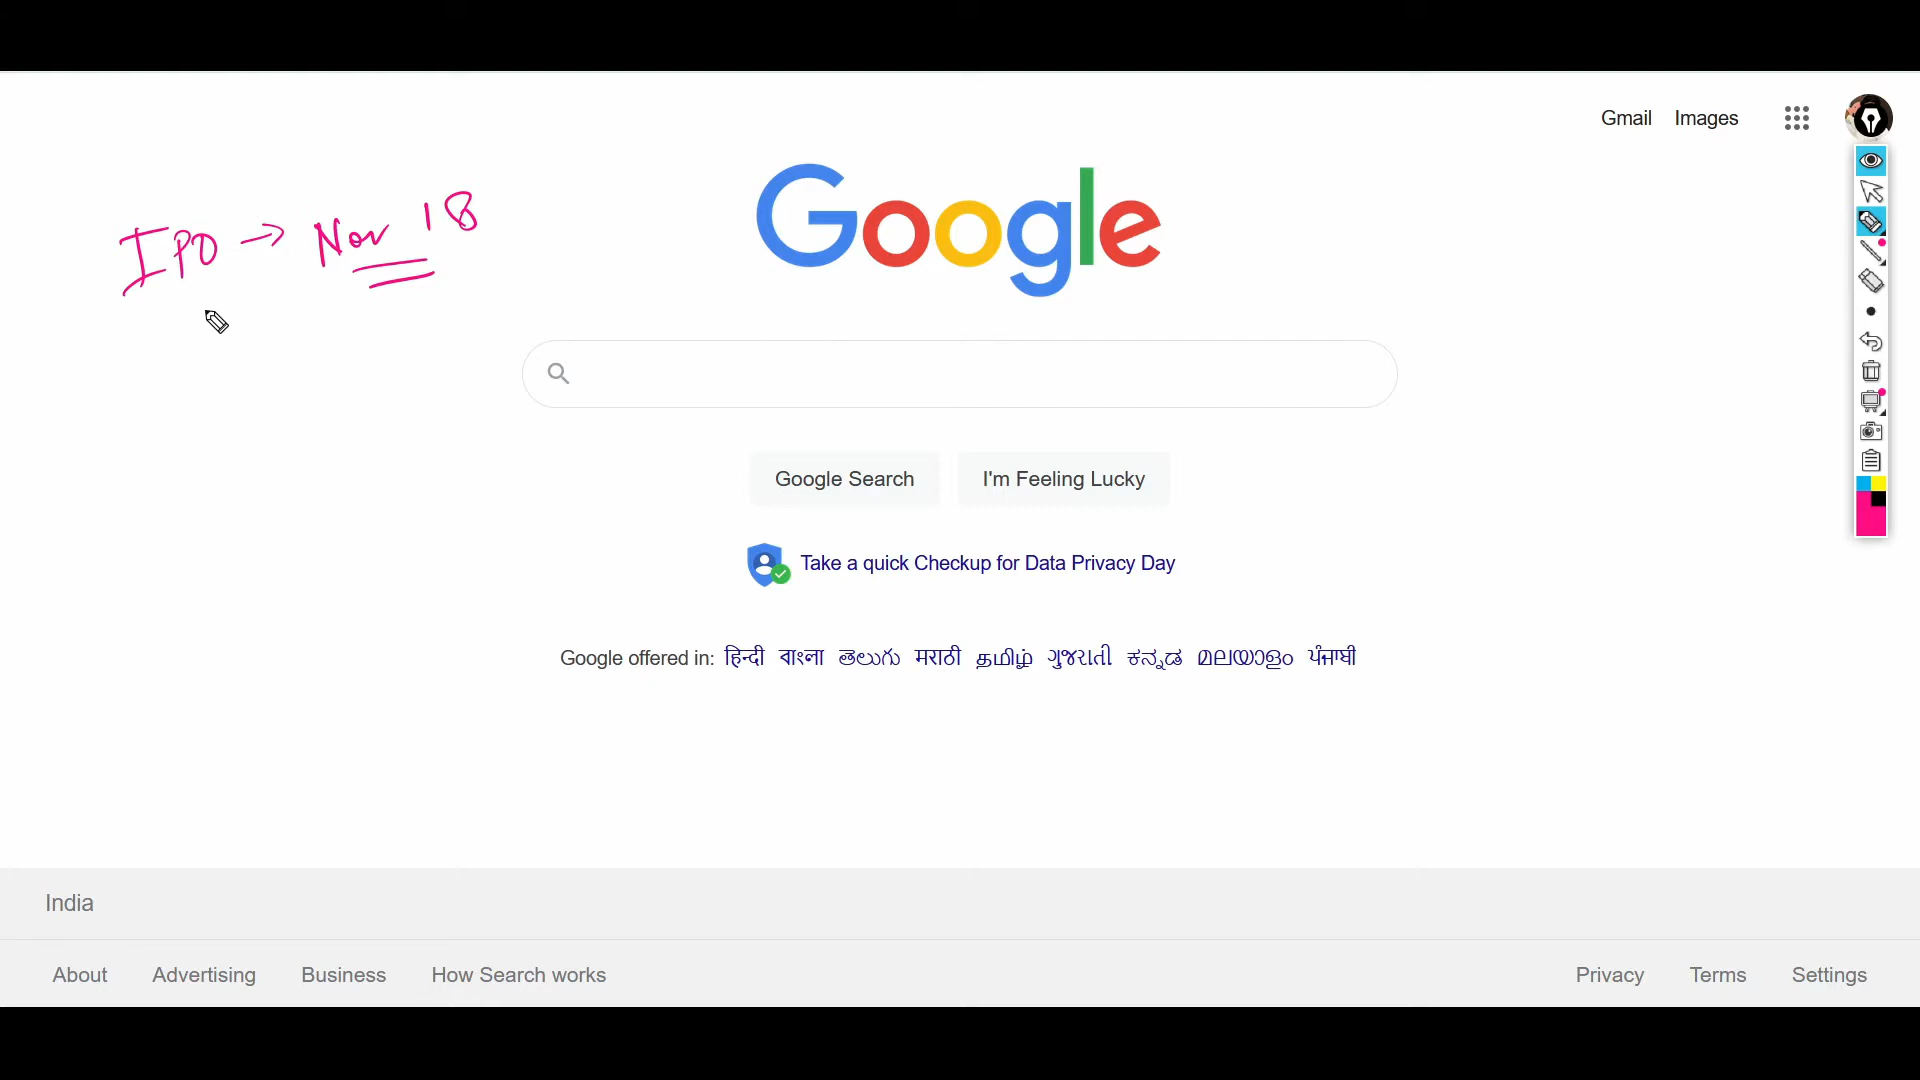 Gmail Images
Google
IPO → Nov 18
Google Search I'm Feeling Lucky
Take a quick Checkup for Data Privacy Day
Google offered in: हिन्दी বাংলা తెలుగు मराठी தமிழ் ગુજરાતી ಕನ್ನಡ മലയാളം ਪੰਜਾਬੀ
India
About Advertising Business How Search works Privacy Terms Settings